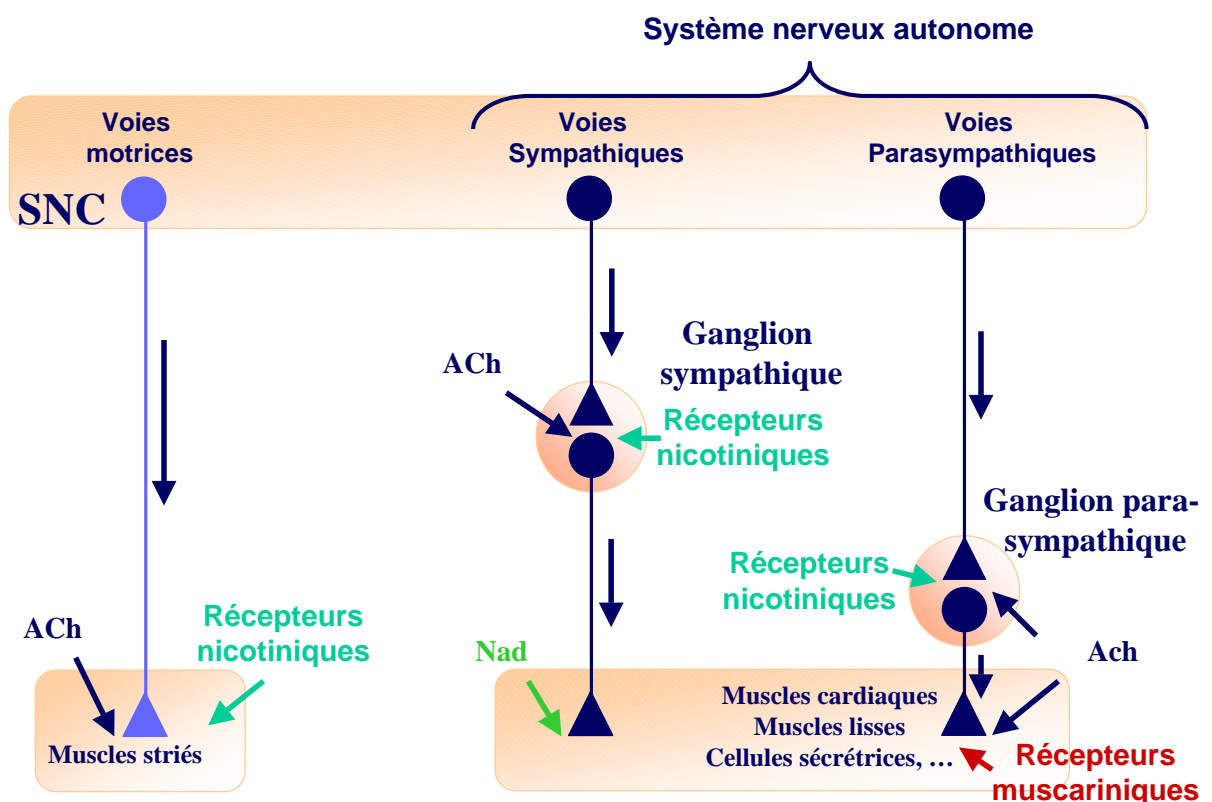 Système nerveux autonome
Voies
motrices
Voies
Sympathiques
Voies
Parasympathiques
SNC
Ganglion
sympathique
ACh
Récepteurs
nicotiniques
Ganglion para-
sympathique
Récepteurs
nicotiniques
Récepteurs
nicotiniques
ACh
Nad
Ach
Muscles striés
Muscles cardiaques
Muscles lisses
Cellules sécrétrices, …
Récepteurs
muscariniques